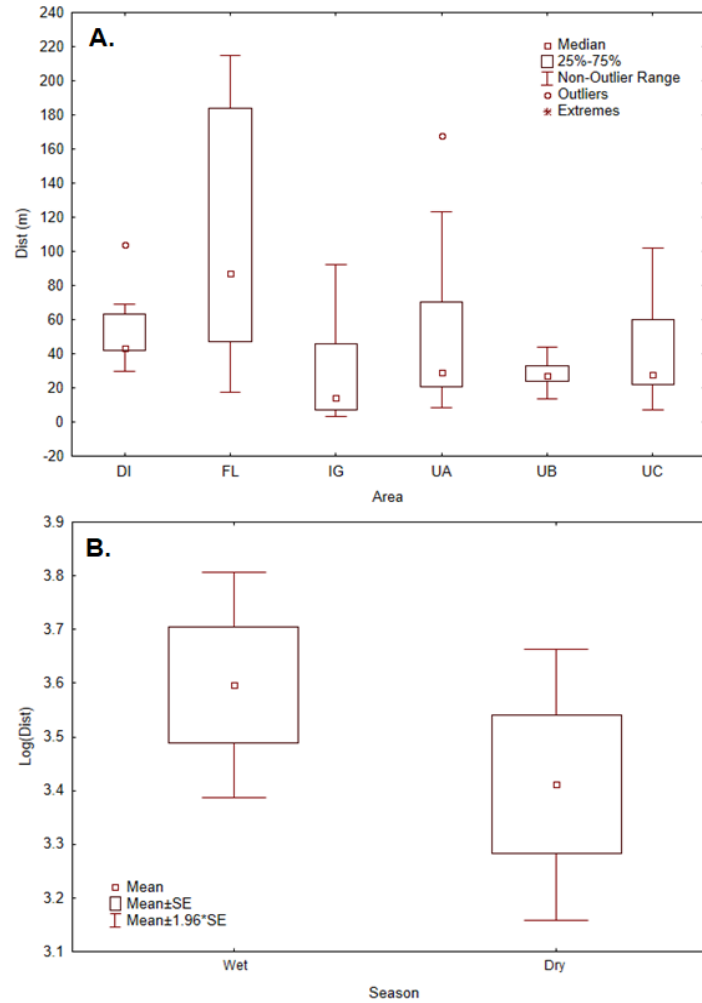 A.
Median
25%-75%
Non-Outlier Range
Outliers
Extremes
240
220
200
180
160
140
120
100
80
60
40
20
0
-20
Dist (m)
DI FL IG UA UB UC
Area
B.
3.9
3.8
3.7
3.6
3.5
3.4
3.3
3.2
3.1
Log(Dist)
Mean
Mean±SE
Mean±1.96*SE
Wet Dry
Season